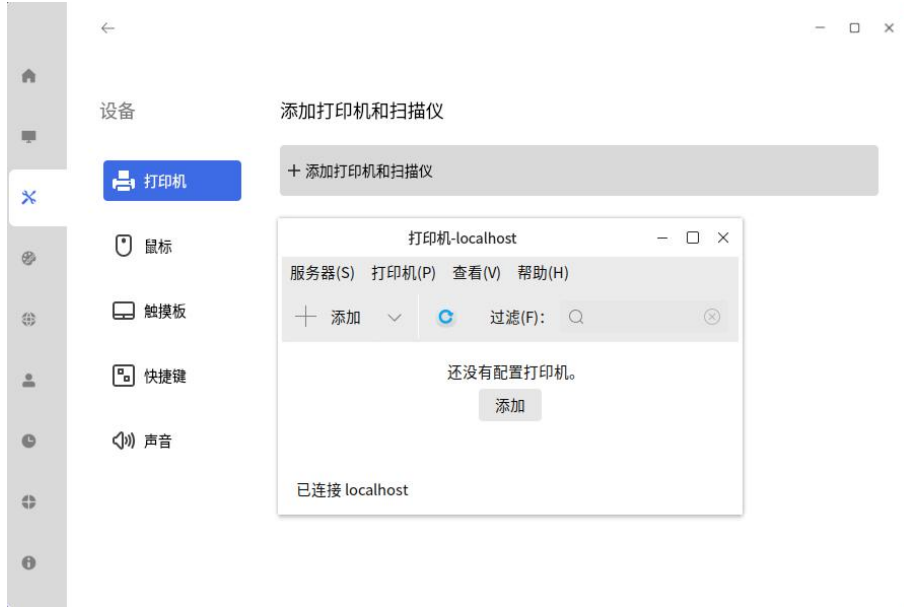 设备
添加打印机和扫描仪
打印机
添加打印机和扫描仪
鼠标
触摸板
快捷键
声音
打印机-localhost
服务器(S) 打印机(P) 查看(V) 帮助(H)
添加 过滤(F):
还没有配置打印机。
添加
已连接 localhost